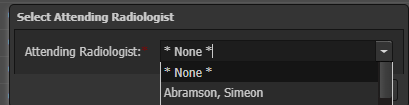 Select Attending Radiologist
Attending Radiologist:* * None *
* None *
Abramson, Simeon